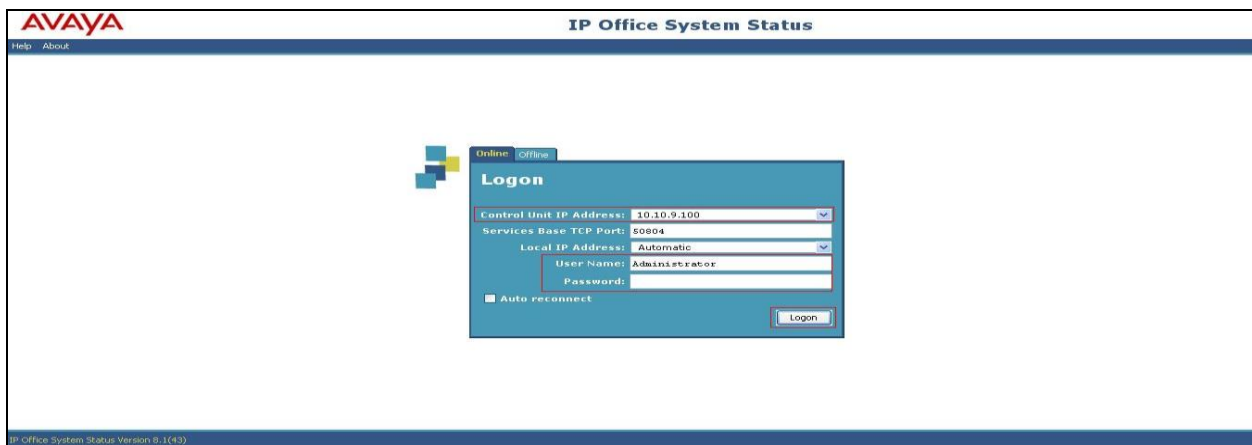 AVAYA
IP Office System Status
Help About
Online Offline
Logon
Control Unit IP Address: 10.10.9.100
Services Base TCP Port: 50804
Local IP Address: Automatic
User Name: Administrator
Password:
Auto reconnect
Logon
IP Office System Status Version 8.1(43)